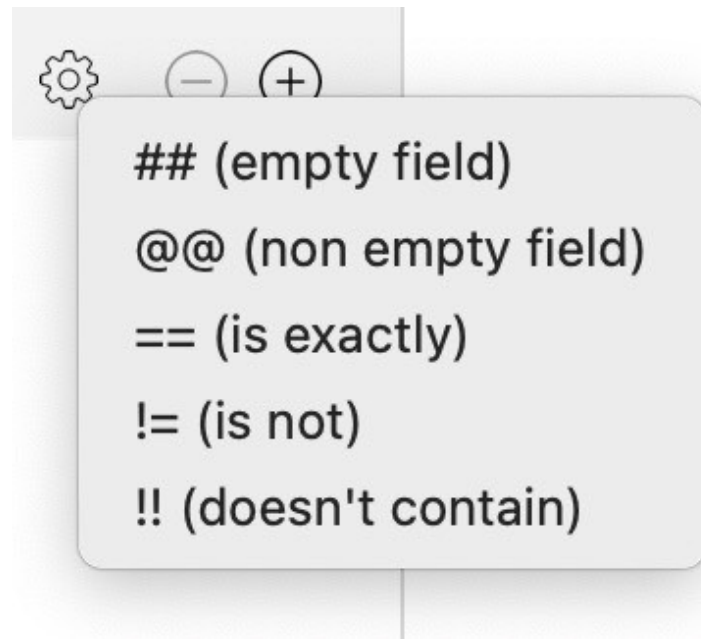 ## (empty field)
@@ (non empty field)
== (is exactly)
!= (is not)
!! (doesn't contain)